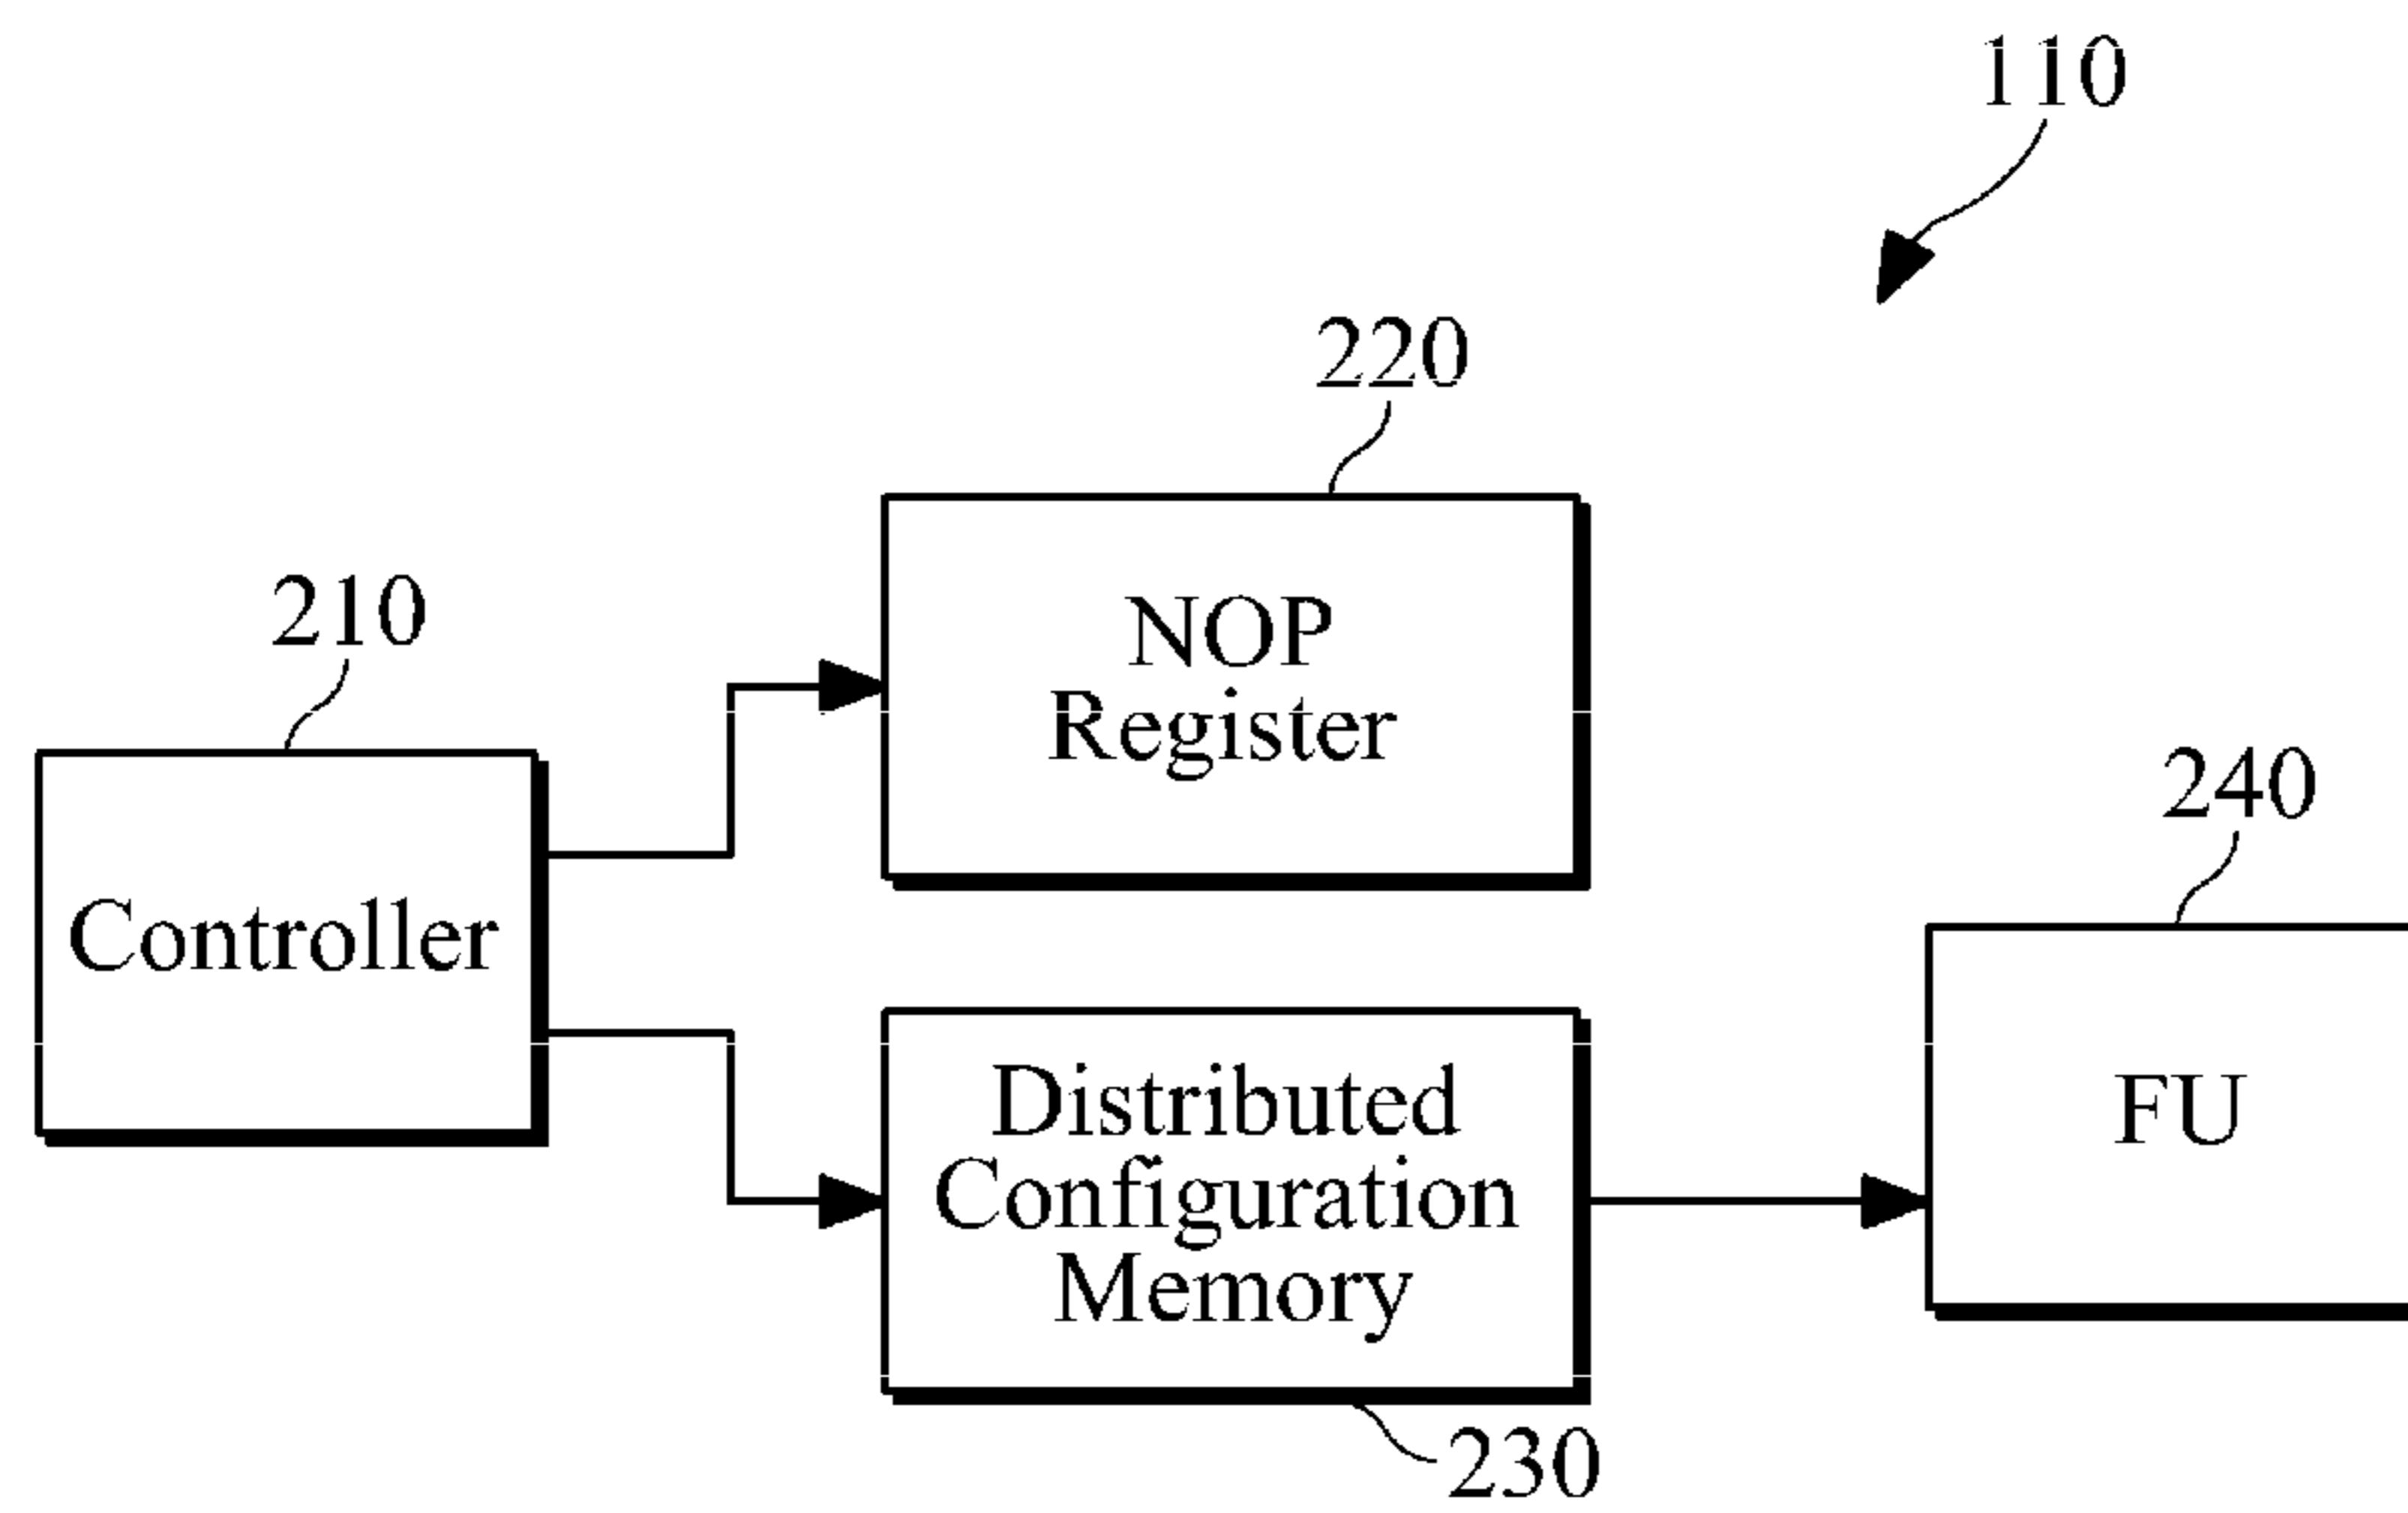 110
220
NOP
Register
210
Controller
240
FU
Distributed
Configuration
Memory
230